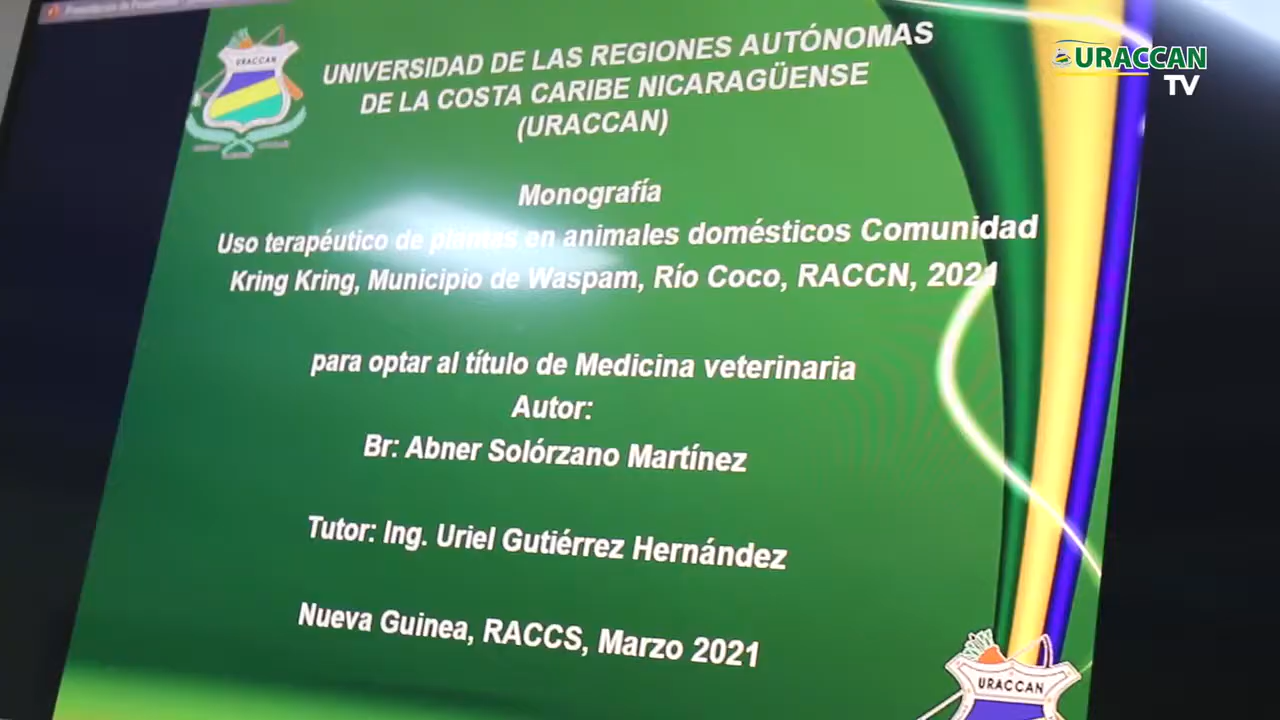 URACCAN
TV
URACCAN
UNIVERSIDAD DE LAS REGIONES AUTÓNOMAS
DE LA COSTA CARIBE NICARAGÜENSE
(URACCAN)
Monografía
Uso terapéutico de plantas en animales domésticos Comunidad
Kring Kring, Municipio de Waspam, Río Coco, RACCN, 2021
para optar al título de Medicina veterinaria
Autor:
Br: Abner Solórzano Martínez
Tutor: Ing. Uriel Gutiérrez Hernández
Nueva Guinea, RACCS, Marzo 2021
URACCAN